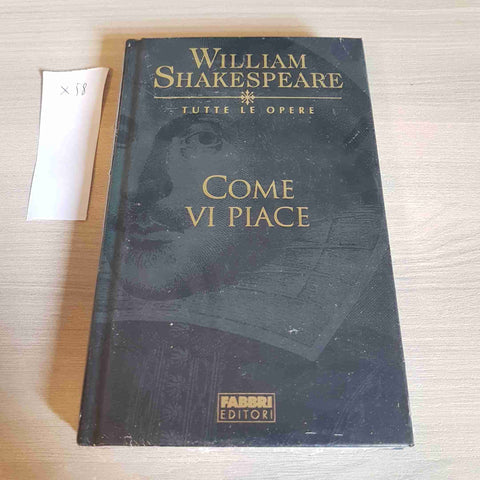 WILLIAM
SHAKESPEARE
TUTTE LE OPERE
COME
VI PIACE
FABBRI
EDITORI
x 58